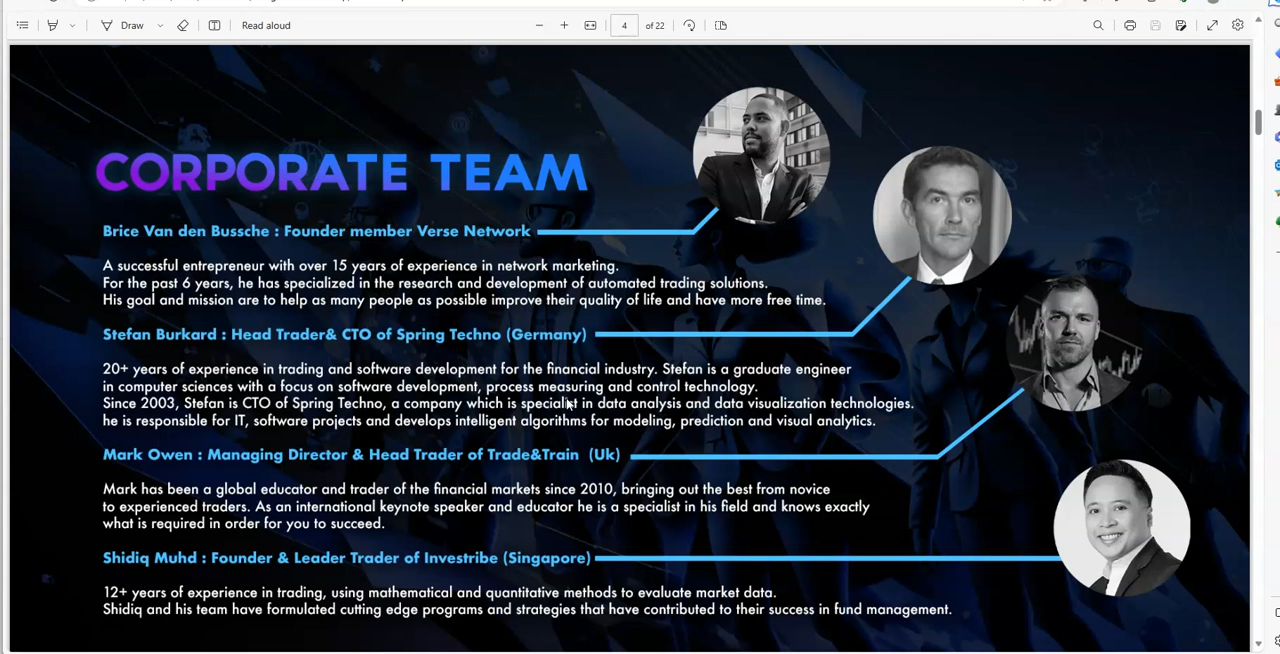 Draw
Read aloud
4 of 22
CORPORATE TEAM
Brice Van den Bussche : Founder member Verse Network
A successful entrepreneur with over 15 years of experience in network marketing.
For the past 6 years, he has specialized in the research and development of automated trading solutions.
His goal and mission are to help as many people as possible improve their quality of life and have more free time.
Stefan Burkard : Head Trader& CTO of Spring Techno (Germany)
20+ years of experience in trading and software development for the financial industry. Stefan is a graduate engineer
in computer sciences with a focus on software development, process measuring and control technology.
Since 2003, Stefan is CTO of Spring Techno, a company which is specialist in data analysis and data visualization technologies.
he is responsible for IT, software projects and develops intelligent algorithms for modeling, prediction and visual analytics.
Mark Owen : Managing Director & Head Trader of Trade&Train (Uk)
Mark has been a global educator and trader of the financial markets since 2010, bringing out the best from novice
to experienced traders. As an international keynote speaker and educator he is a specialist in his field and knows exactly
what is required in order for you to succeed.
Shidiq Muhd : Founder & Leader Trader of Investribe (Singapore)
12+ years of experience in trading, using mathematical and quantitative methods to evaluate market data.
Shidiq and his team have formulated cutting edge programs and strategies that have contributed to their success in fund management.